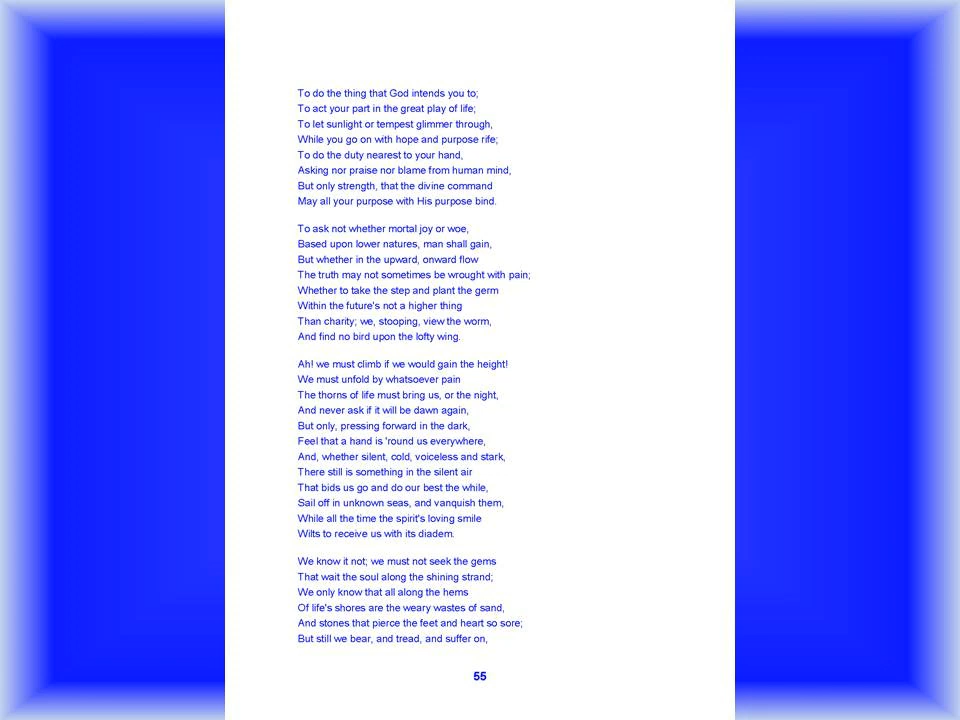 To do the thing that God intends you to;
To act your part in the great play of life;
To let sunlight or tempest glimmer through,
While you go on with hope and purpose rife;
To do the duty nearest to your hand,
Asking nor praise nor blame from human mind,
But only strength, that the divine command
May all your purpose with His purpose bind.
To ask not whether mortal joy or woe,
Based upon lower natures, man shall gain,
But whether in the upward, onward flow
The truth may not sometimes be wrought with pain;
Whether to take the step and plant the germ
Within the future's not a higher thing
Than charity; we, stooping, view the worm,
And find no bird upon the lofty wing.
Ah! we must climb if we would gain the height!
We must unfold by whatsoever pain
The thorns of life must bring us, or the night,
And never ask if it will be dawn again,
But only, pressing forward in the dark,
Feel that a hand is 'round us everywhere,
And, whether silent, cold, voiceless and stark,
There still is something in the silent air
That bids us go and do our best the while,
Sail off in unknown seas, and vanquish them,
While all the time the spirit's loving smile
Wilts to receive us with its diadem.
We know it not; we must not seek the gems
That wait the soul along the shining strand;
We only know that all along the hems
Of life's shores are the weary wastes of sand,
And stones that pierce the feet and heart so sore;
But still we bear, and tread, and suffer on,
55